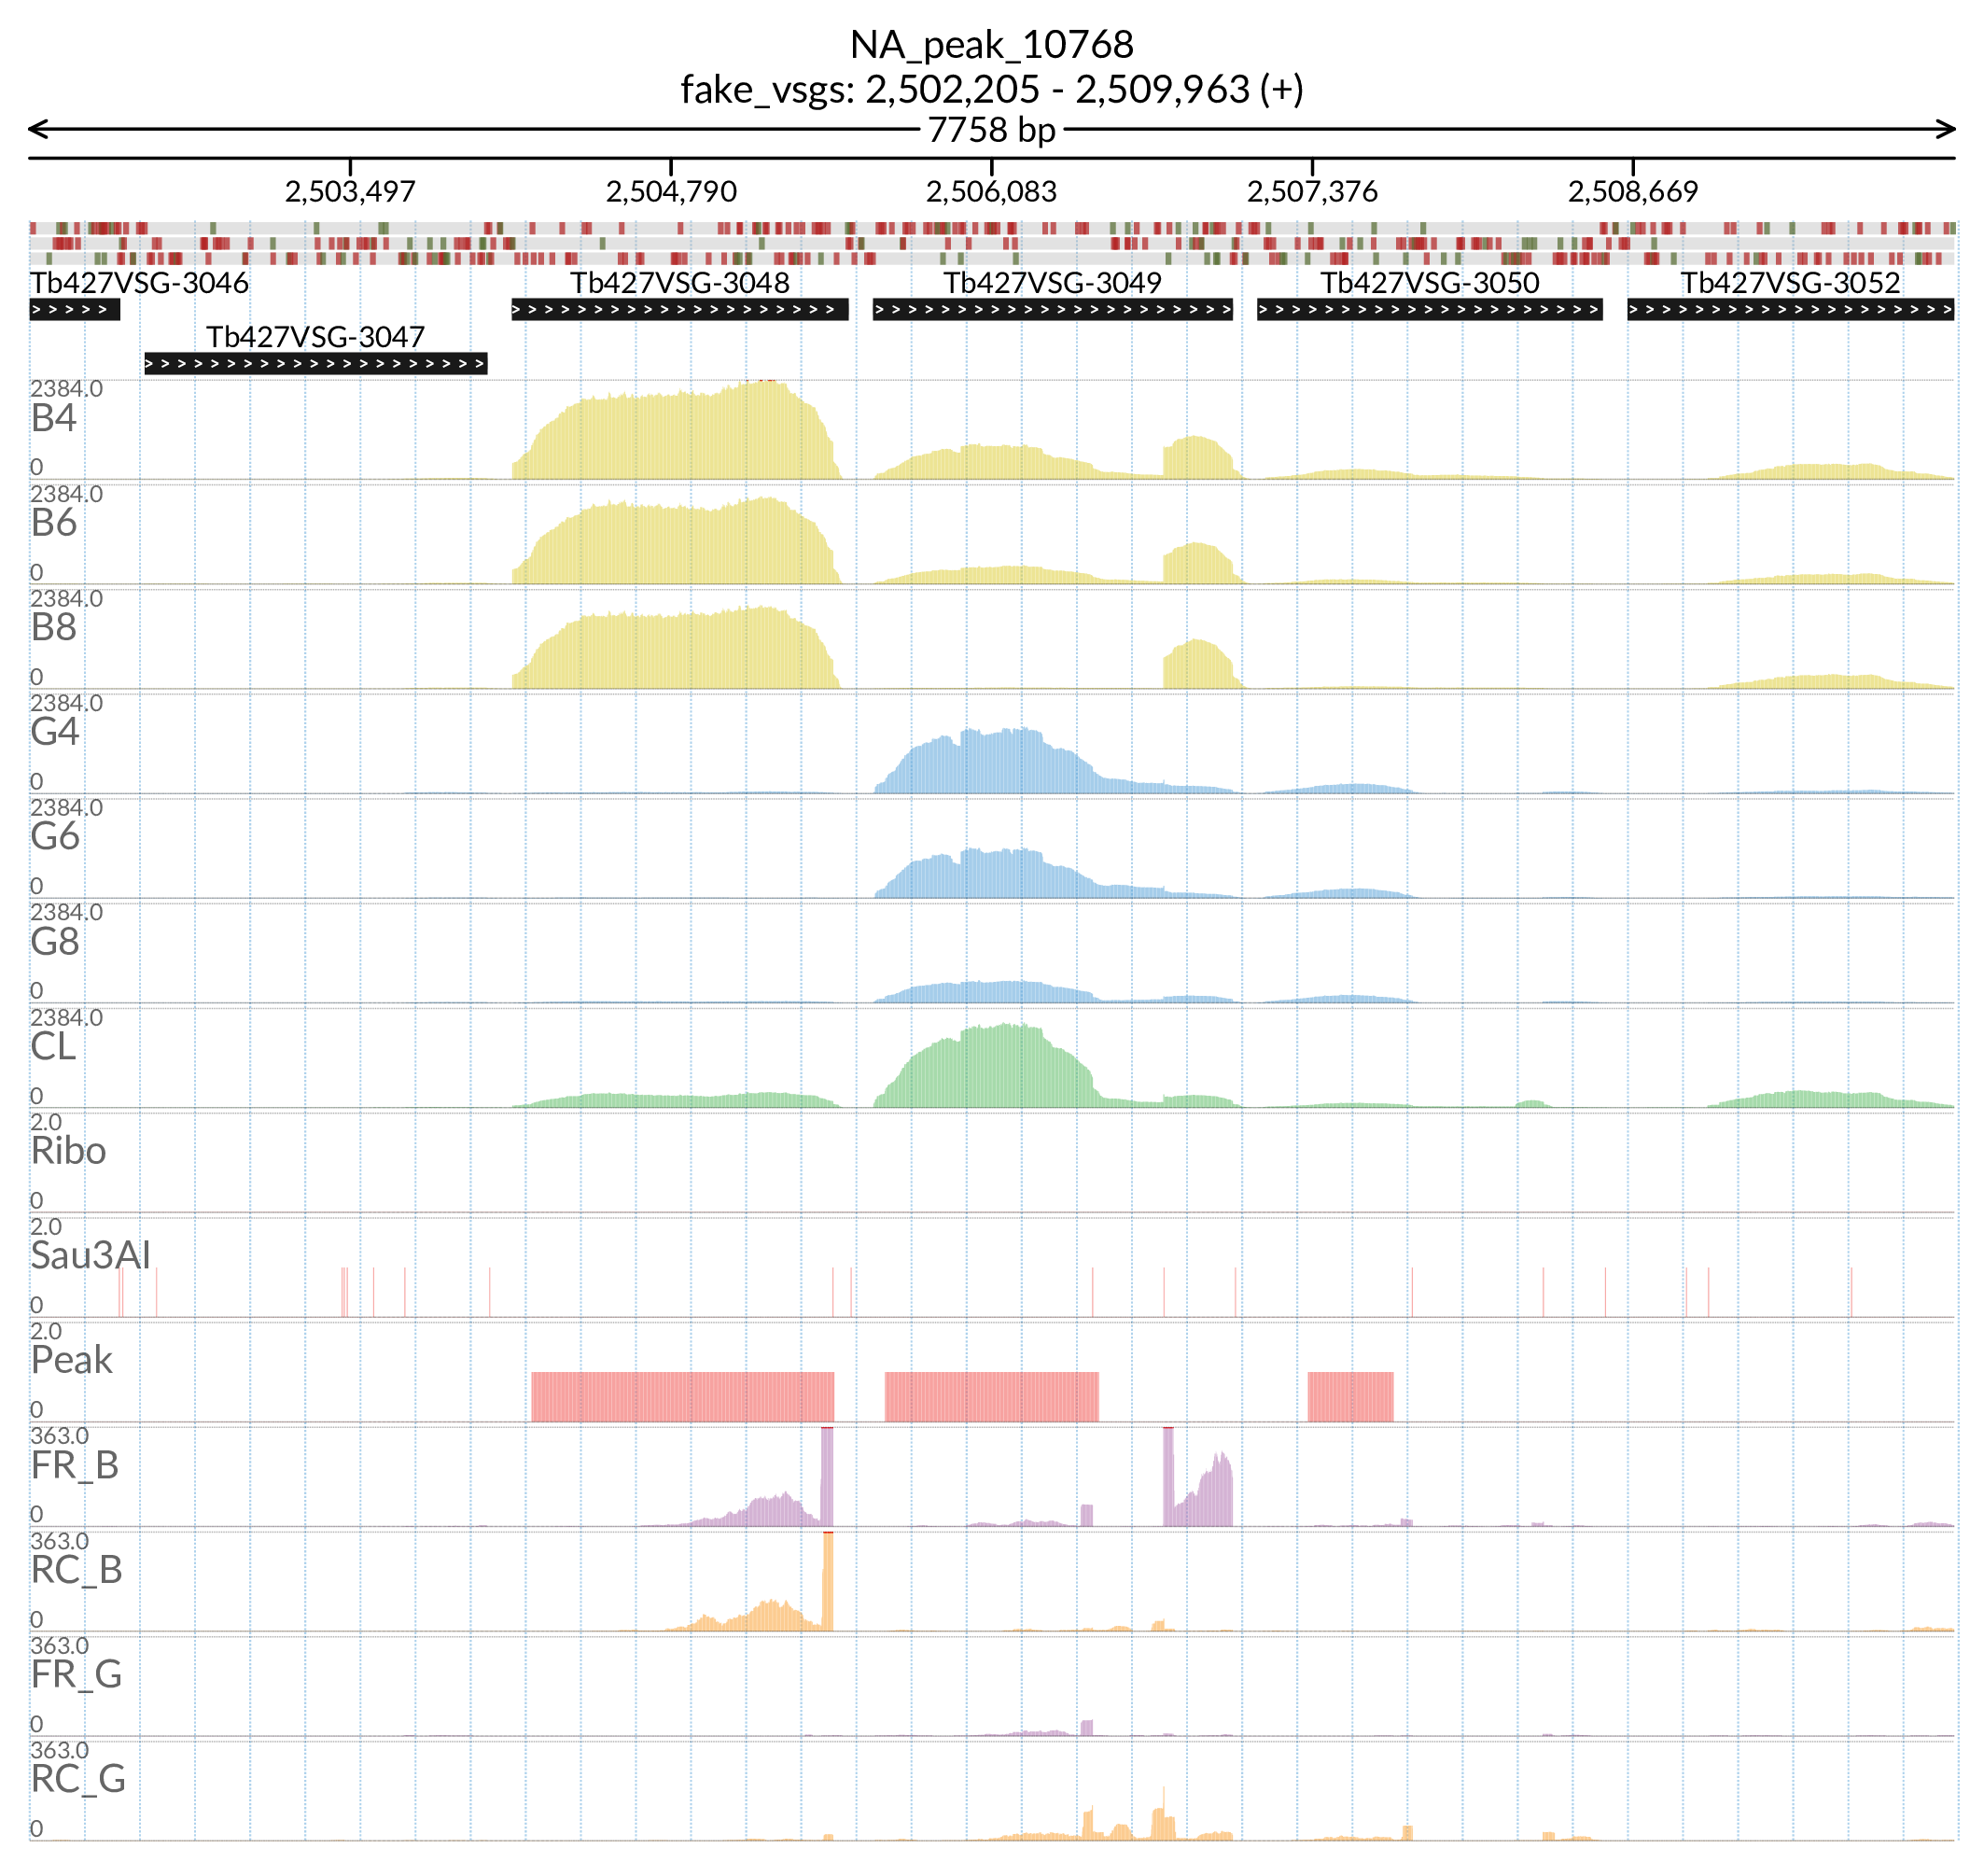 NA_peak_10768
fake_vsgs: 2,502,205 - 2,509,963 (+)
7758 bp
2,503,497 2,504,790 2,506,083 2,507,376 2,508,669
Tb427VSG-3046 Tb427VSG-3048 Tb427VSG-3049 Tb427VSG-3050 Tb427VSG-3052
Tb427VSG-3047
2384.0
B4
0
2384.0
B6
0
2384.0
B8
0
2384.0
G4
0
2384.0
G6
0
2384.0
G8
0
2384.0
CL
0
2.0
Ribo
0
2.0
Sau3AI
0
2.0
Peak
0
363.0
FR_B
0
363.0
RC_B
0
363.0
FR_G
0
363.0
RC_G
0